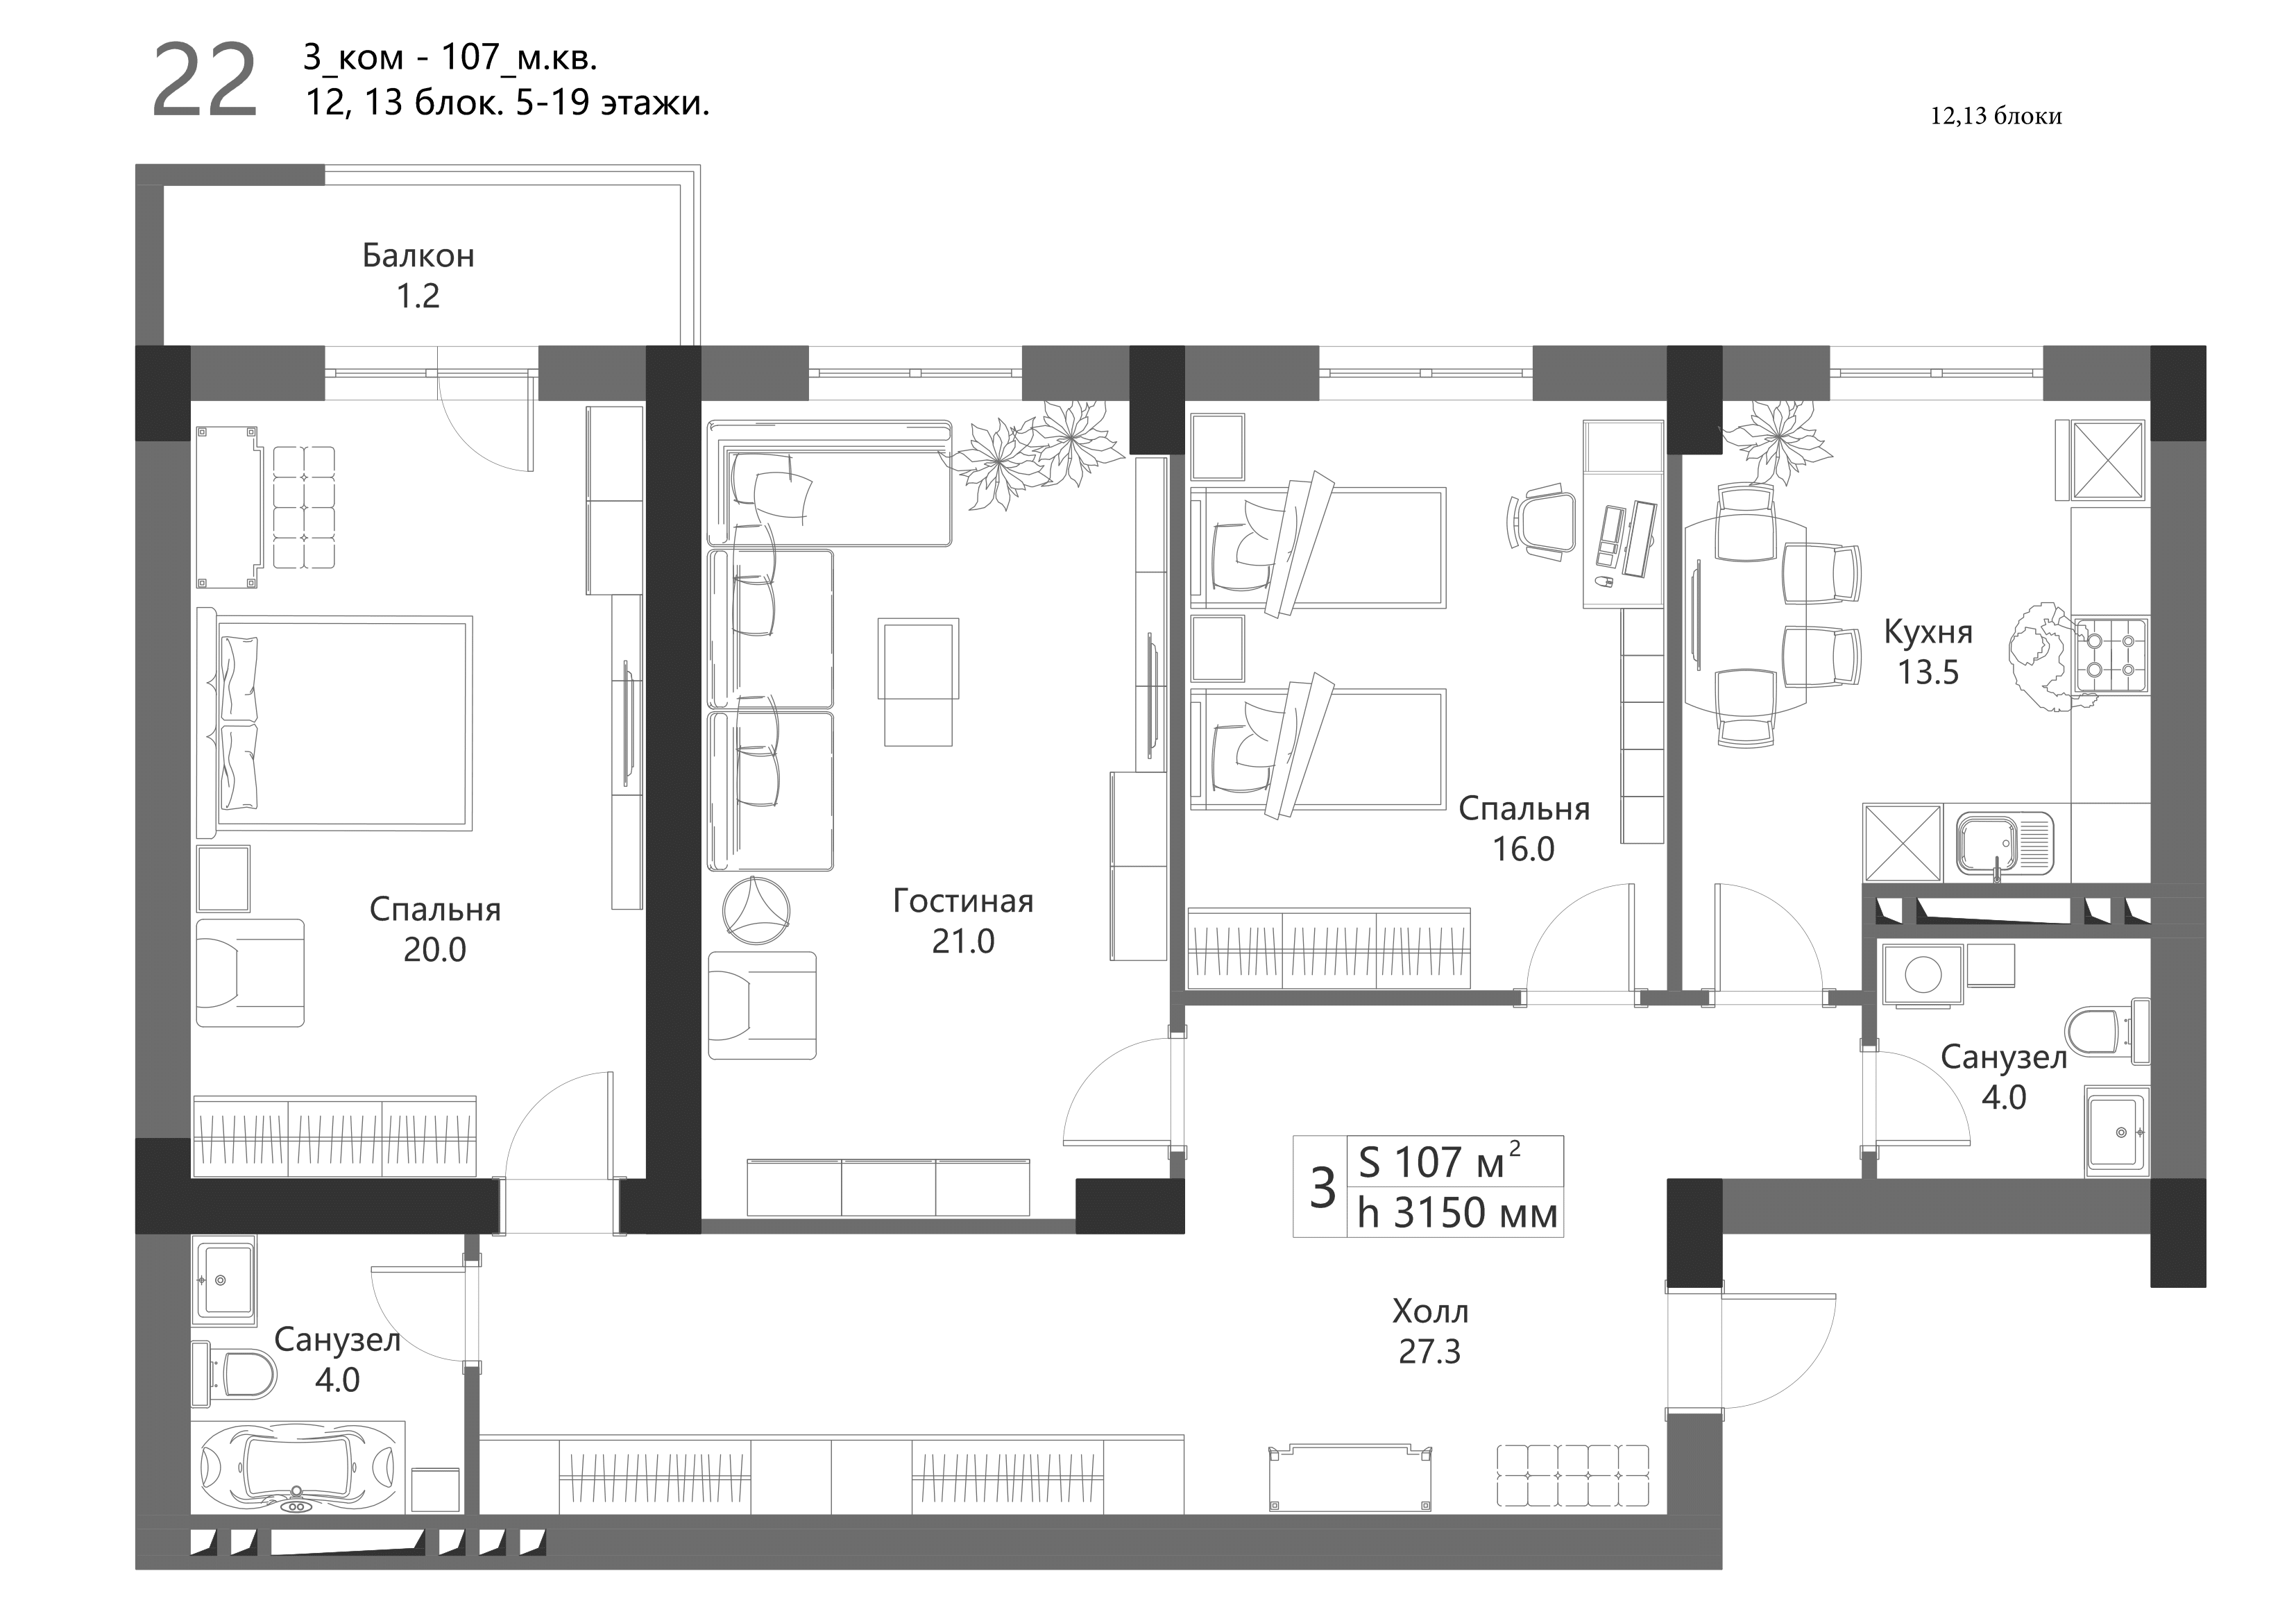 22
3_ком - 107_м.кв.
12, 13 блок. 5-19 этажи.
12,13 блоки
Балкон
1.2
Кухня
13.5
Спальня
16.0
Спальня
20.0
Гостиная
21.0
Санузел
4.0
3
S 107 м²
h 3150 мм
Холл
27.3
Санузел
4.0